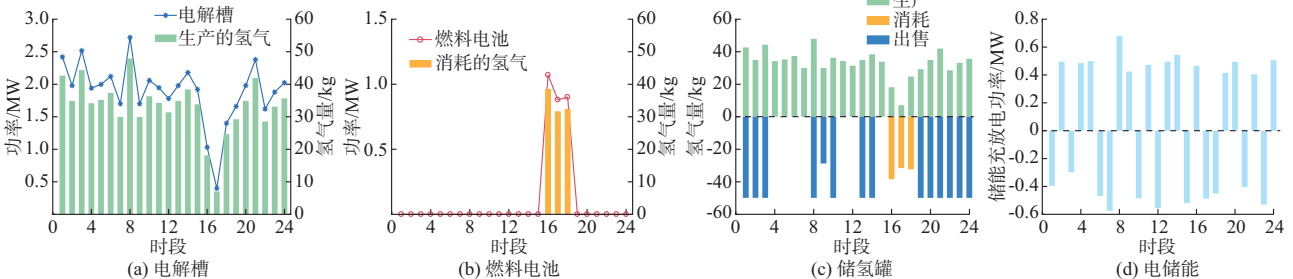 3.0
2.5
2.0
1.5
1.0
0.5
功率/MW
电解槽
生产的氢气
60
50
40
30
20
10
0
氢气量/kg
0 4 8 12 16 20 24
时段
(a) 电解槽
1.5
1.0
0.5
功率/MW
燃料电池
消耗的氢气
60
50
40
30
20
10
0
氢气量/kg
0 4 8 12 16 20 24
时段
(b) 燃料电池
消耗
出售
60
40
20
0
−20
−40
−60
氢气量/kg
0 4 8 12 16 20 24
时段
(c) 储氢罐
0.8
0.6
0.4
0.2
0
−0.2
−0.4
−0.6
储能充放电功率/MW
0 4 8 12 16 20 24
时段
(d) 电储能